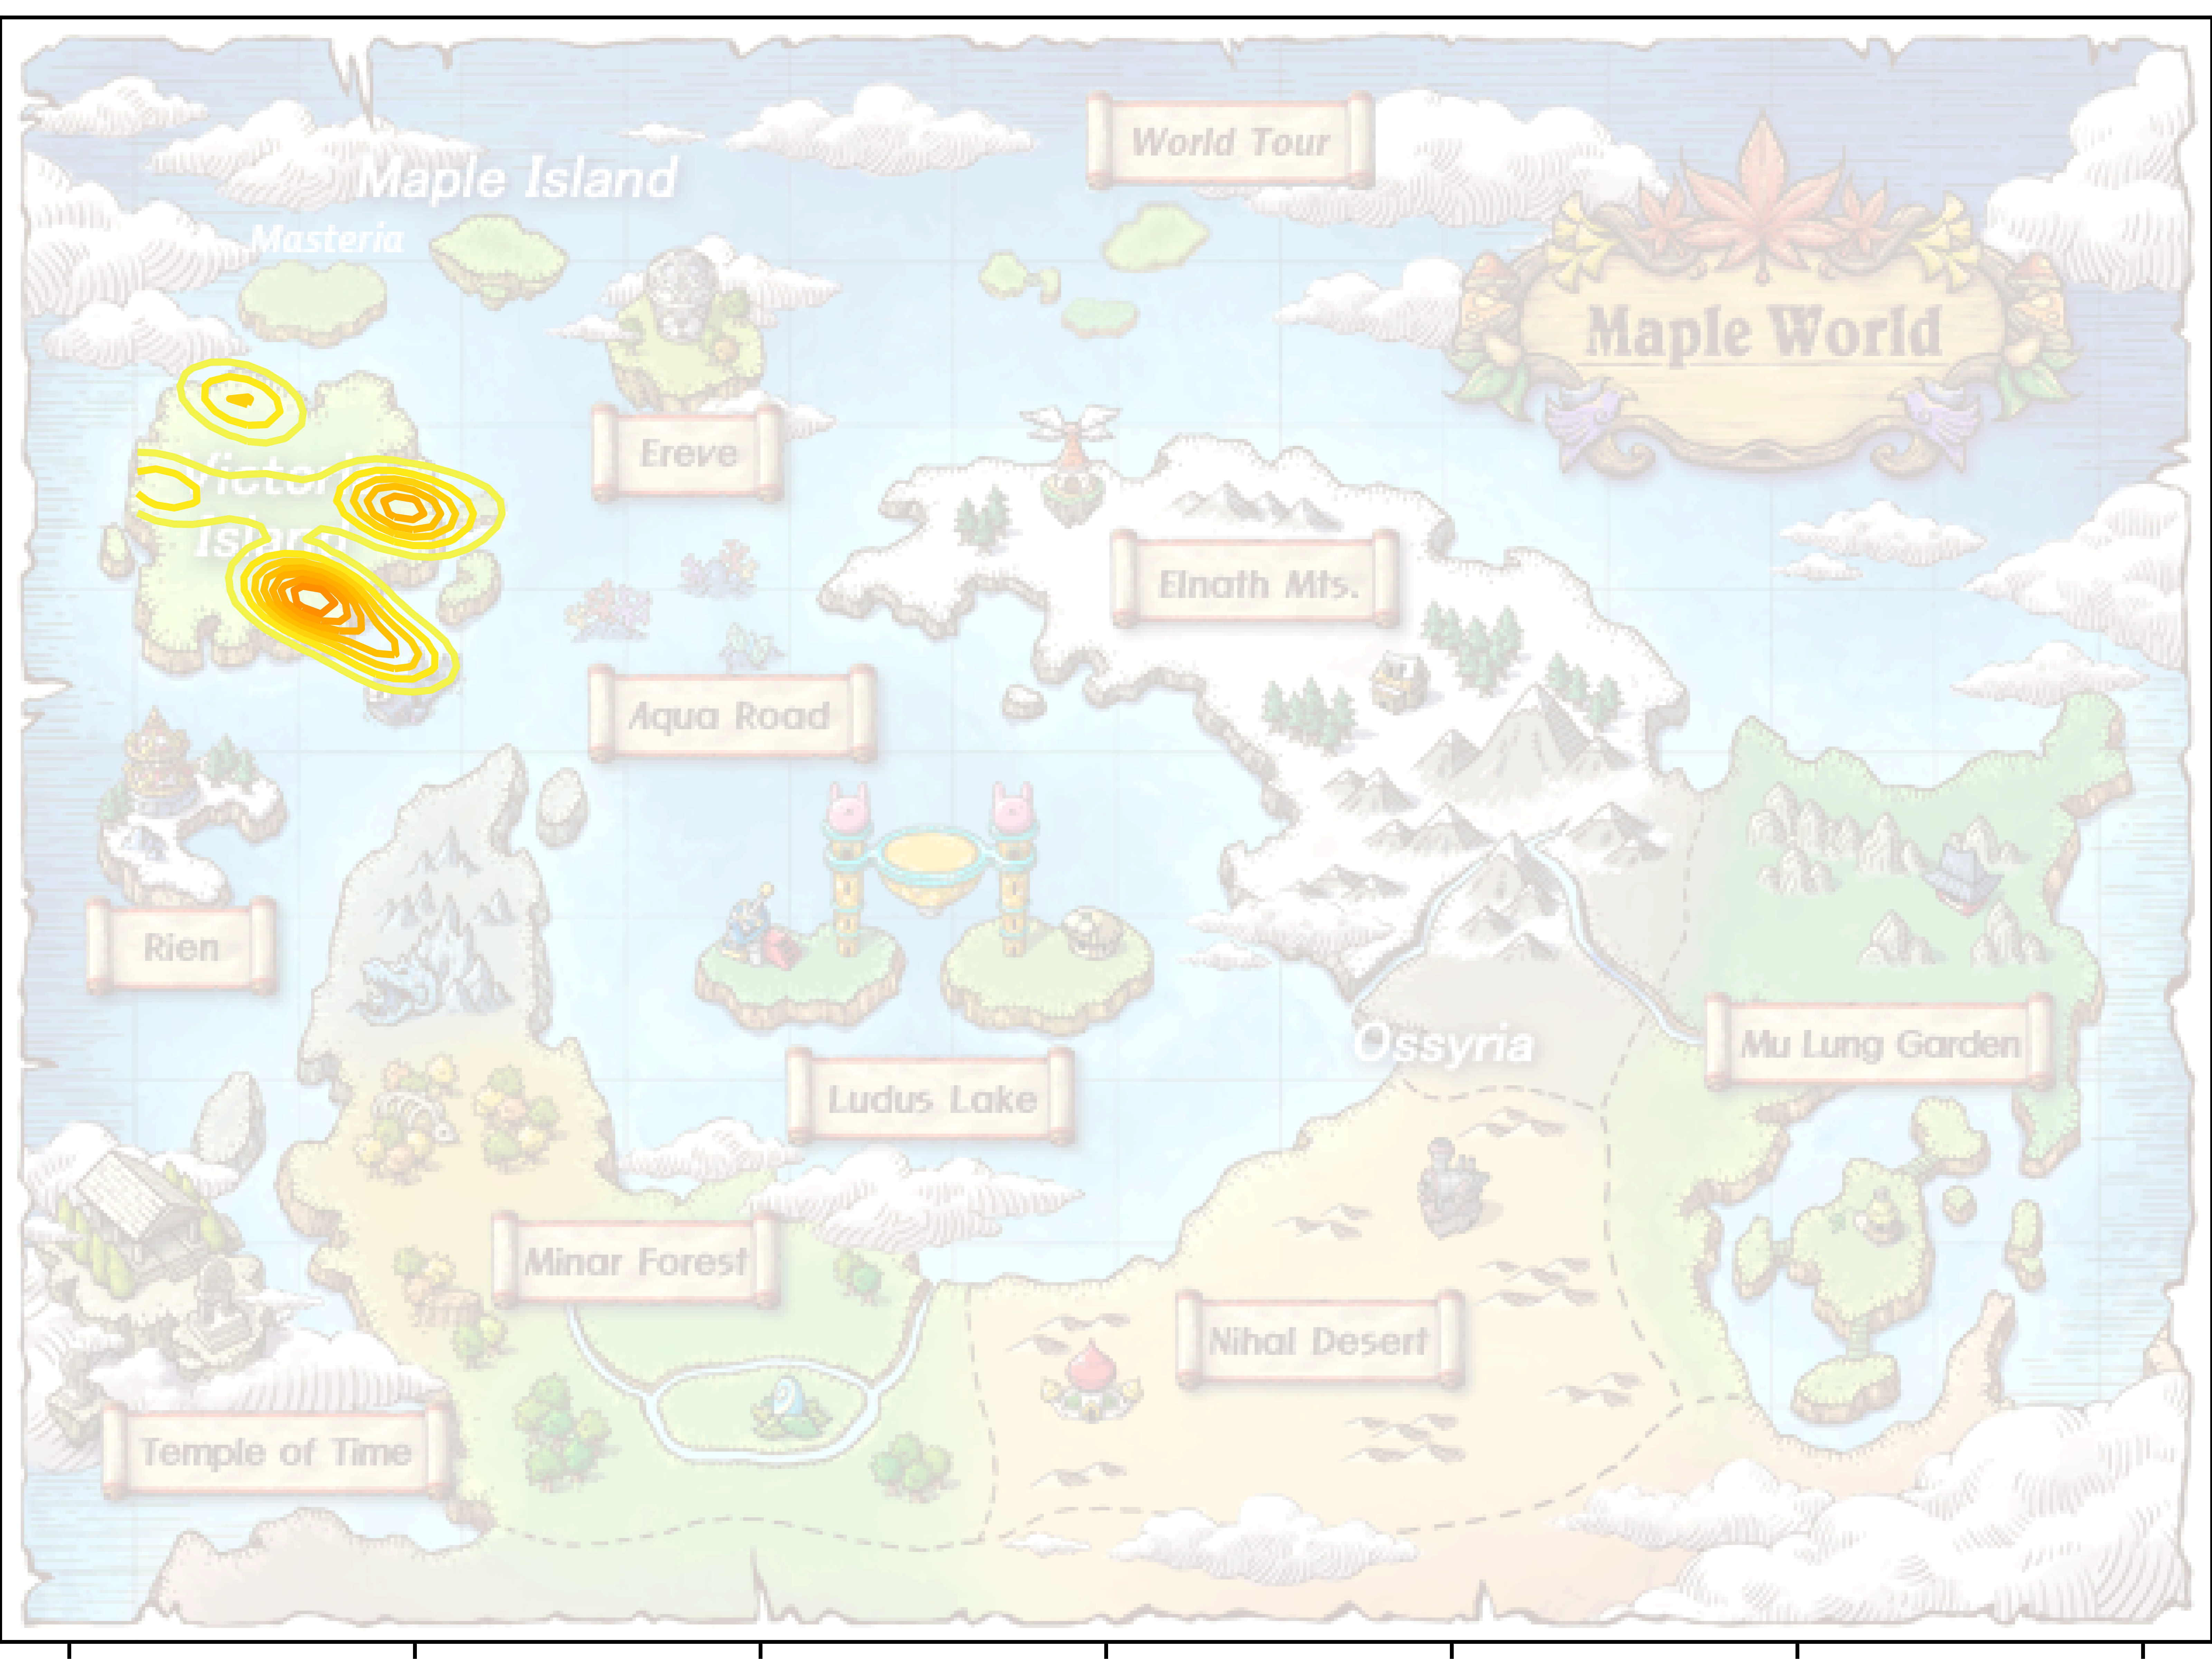 World Tour
Maple Island
Masteria
Maple World
Ereve
Victoria
Island
Elnath Mts.
Aqua Road
Rien
Ossyria
Mu Lung Garden
Ludus Lake
Minar Forest
Nihal Desert
Temple of Time